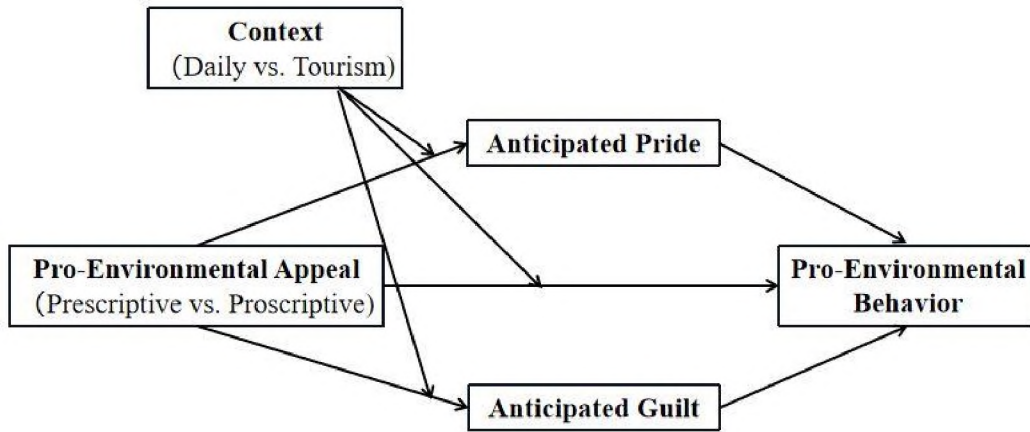 Context
(Daily vs. Tourism)
Anticipated Pride
Pro-Environmental Appeal
(Prescriptive vs. Proscriptive)
Pro-Environmental
Behavior
Anticipated Guilt